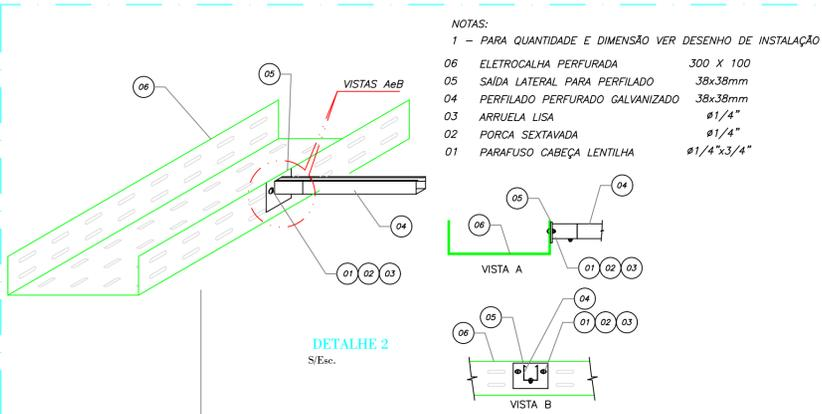 NOTAS:
1 – PARA QUANTIDADE E DIMENSÃO VER DESENHO DE INSTALAÇÃO
06 ELETROCALHA PERFURADA 300 X 100
05 SAÍDA LATERAL PARA PERFILADO 38x38mm
04 PERFILADO PERFURADO GALVANIZADO 38x38mm
03 ARRUELA LISA ø1/4"
02 PORCA SEXTAVADA ø1/4"
01 PARAFUSO CABEÇA LENTILHA ø1/4"x3/4"
05
06
VISTAS AeB
04
01 02 03
DETALHE 2
S/Esc.
04
05
06
01 02 03
VISTA A
04
05
01 02 03
06
VISTA B